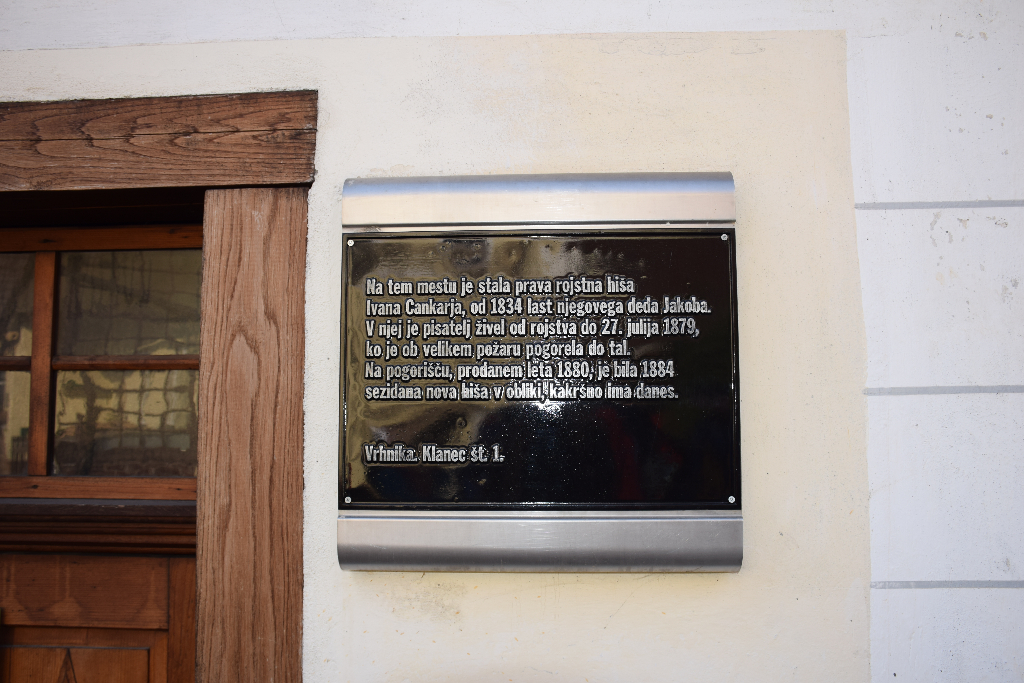 Na tem mestu je stala prava rojstna hiša
Ivana Cankarja, od 1834 last njegovega deda Jakoba.
V njej je pisatelj živel od rojstva do 27. julija 1879,
ko je ob velikem požaru pogorela do tal.
Na pogorišču, prodanem leta 1880, je bila 1884
sezidana nova hiša v obliki, kakršno ima danes.
Vrhnika. Klanec št. 1.